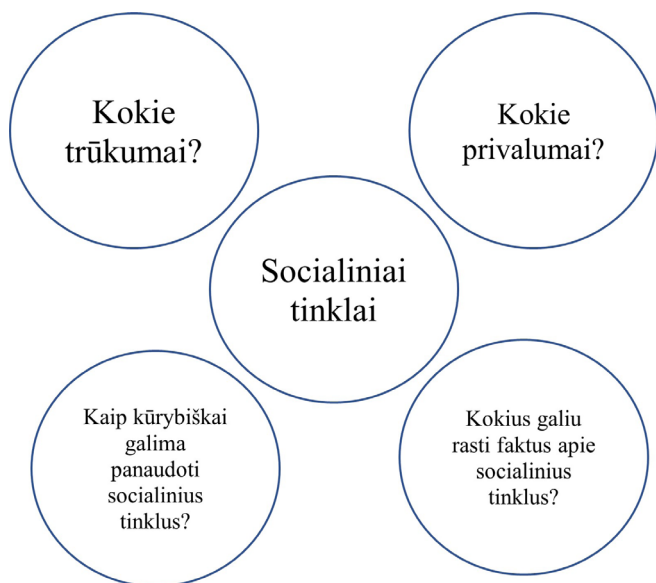 Kokie
trūkumai?
Kokie
privalumai?
Socialiniai
tinklai
Kaip kūrybiškai
galima
panaudoti
socialinius
tinklus?
Kokius galiu
rasti faktus apie
socialinius
tinklus?